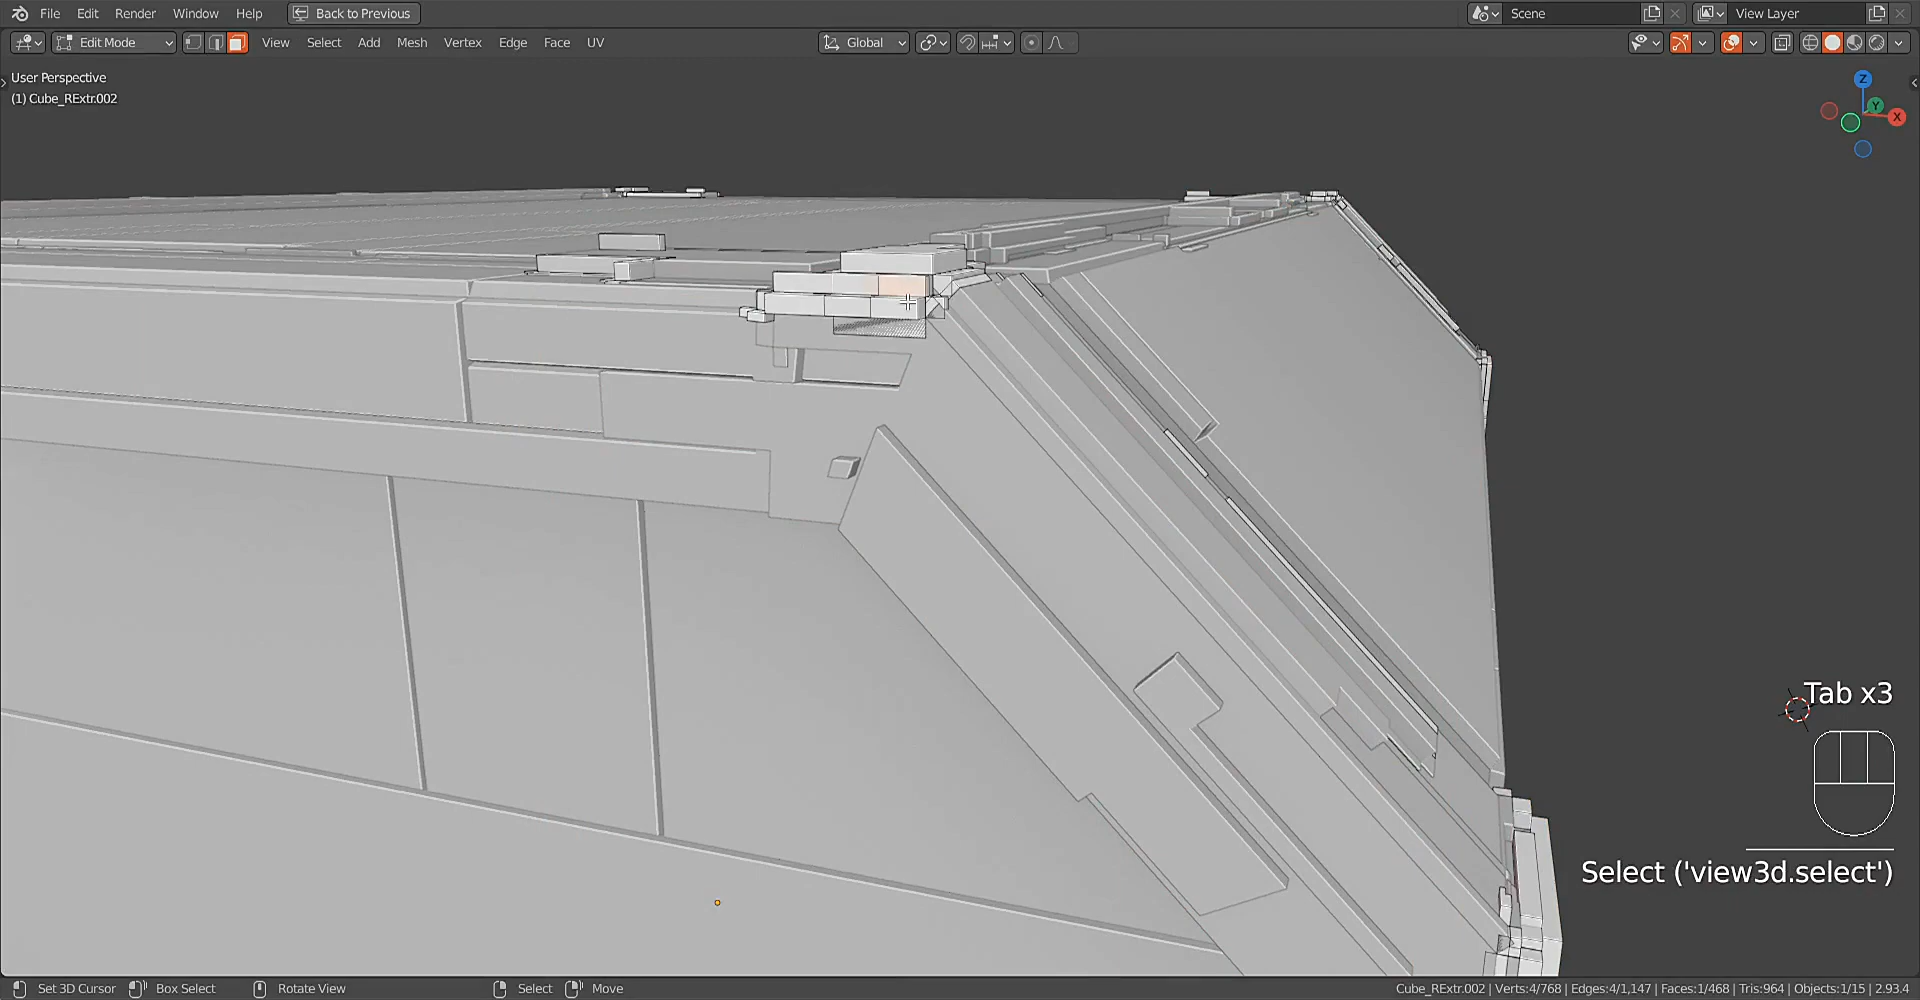 File Edit Render Window Help Back to Previous Scene View Layer
Edit Mode View Select Add Mesh Vertex Edge Face UV Global
User Perspective
(1) Cube_RExtr.002
Z
Y
X
Tab x3
Select ('view3d.select')
Set 3D Cursor Box Select Rotate View Select Move Cube_RExtr.002 | Verts:4/768 | Edges:4/1,147 | Faces:1/468 | Tris:964 | Objects:1/15 | 2.93.4